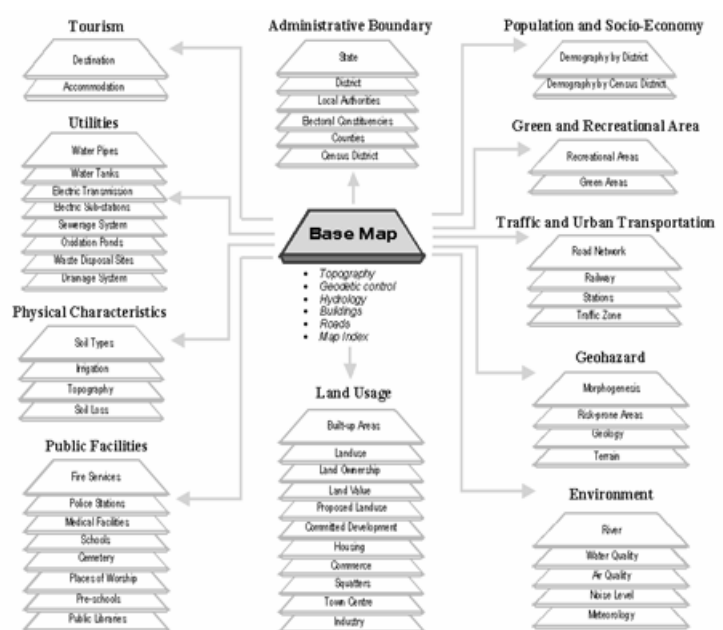 Tourism
Destination
Accommodation
Utilities
Water Pipes
Water Tanks
Electric Transmission
Electric Sub-stations
Sewerage System
Oxidation Ponds
Waste Disposal Sites
Drainage System
Physical Characteristics
Soil Types
Irrigation
Topography
Soil Loss
Public Facilities
Fire Services
Police Stations
Medical Facilities
Schools
Cemetery
Places of Worship
Pre-schools
Public Libraries
Administrative Boundary
State
District
Local Authorities
Electoral Constituencies
Counties
Census District
Base Map
• Topography
• Geodetic control
• Hydrology
• Buildings
• Roads
• Map Index
Land Usage
Built-up Areas
Landuse
Land Ownership
Land Value
Proposed Landuse
Committed Development
Housing
Commerce
Squatters
Town Centre
Industry
Population and Socio-Economy
Demography by District
Demography by Census District
Green and Recreational Area
Recreational Areas
Green Areas
Traffic and Urban Transportation
Road Network
Railway
Stations
Traffic Zone
Geohazard
Morphogenesis
Risk-prone Areas
Geology
Terrain
Environment
River
Water Quality
Air Quality
Noise Level
Meteorology